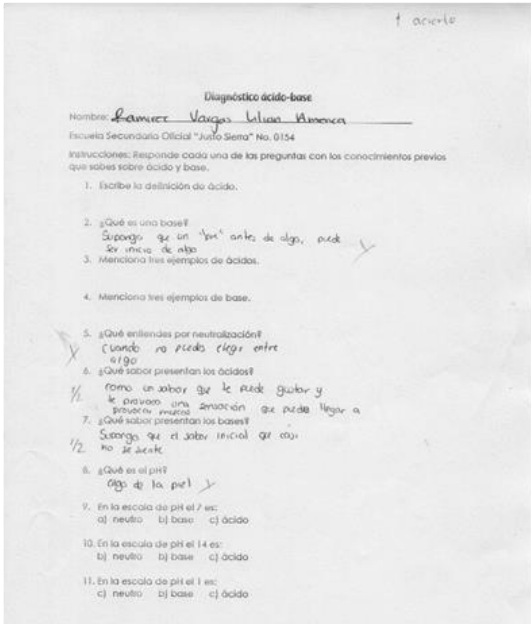 1 acierto
Diagnóstico ácido-base
Nombre: Ramirez Vargas Lilian America
Escuela Secundaria Oficial "Justo Sierra" No. 0154
Instrucciones: Responde cada una de las preguntas con los conocimientos previos
que sabes sobre ácido y base.
1. Escribe la definición de ácido.
2. ¿Qué es una base?
Supongo que un antes de algo, puede
ser inicio de algo
3. Menciona tres ejemplos de ácidos.
4. Menciona tres ejemplos de base.
5. ¿Qué entiendes por neutralización?
Cuando no puedes elegir entre
algo
6. ¿Qué sabor presentan los ácidos?
1/2 como un sabor que te puede gustar y
te provoca una sensación que puede llegar a
provocar
7. ¿Qué sabor presentan los bases?
Supongo que el sabor inicial que casi
1/2 no se siente
8. ¿Qué es el pH?
algo de la piel
9. En la escala de pH el 7 es:
a) neutro b) base c) ácido
10. En la escala de pH el 14 es:
b) neutro b) base c) ácido
11. En la escala de pH el 1 es:
c) neutro b) base c) ácido